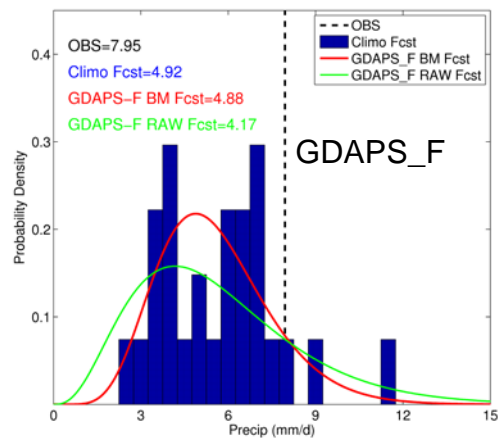 0.4
0.3
0.2
0.1
Probability Density
OBS=7.95
Climo Fcst=4.92
GDAPS-F BM Fcst=4.88
GDAPS-F RAW Fcst=4.17
OBS
Climo Fcst
GDAPS_F BM Fcst
GDAPS_F RAW Fcst
GDAPS_F
0 3 6 9 12 15
Precip (mm/d)